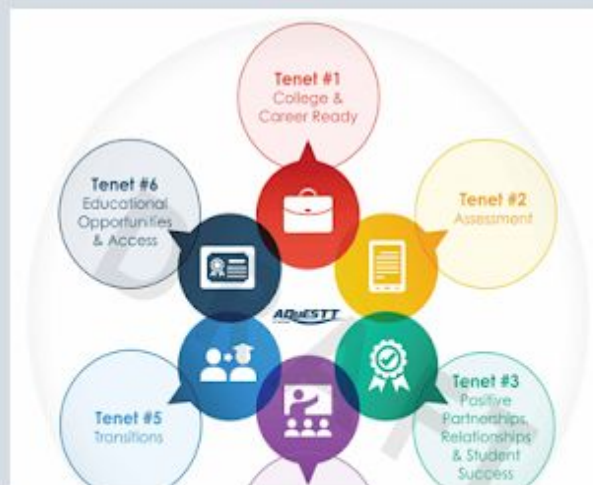 Tenet #1
College &
Career Ready
Tenet #6
Educational
Opportunities
& Access
Tenet #2
Assessment
AQuESTT
Tenet #3
Positive
Partnerships,
Relationships
& Student
Success
Tenet #5
Transitions